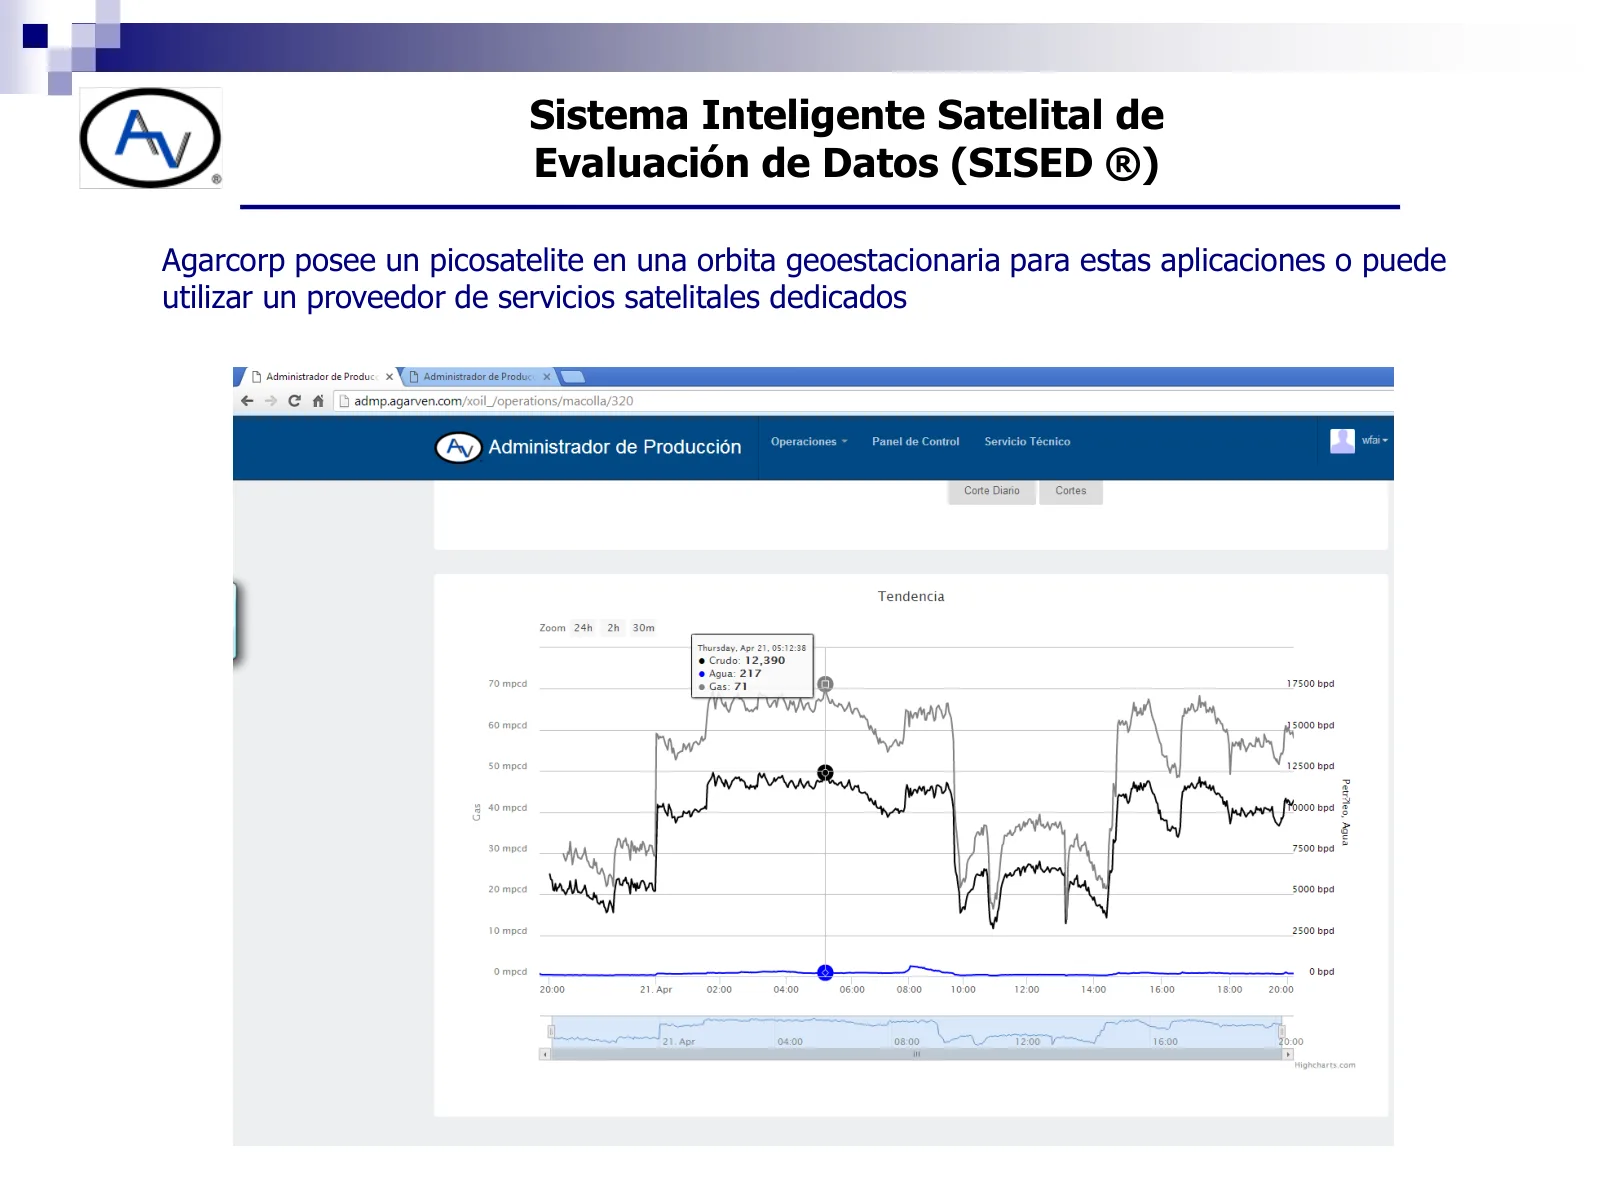 Sistema Inteligente Satelital de
Evaluación de Datos (SISED ®)
AV ®
Agarcorp posee un picosatelite en una orbita geoestacionaria para estas aplicaciones o puede
utilizar un proveedor de servicios satelitales dedicados
Administrador de Produc
Administrador de Produc
admp.agarven.com/xoil_/operations/macolla/320
AV Administrador de Producción
Operaciones
Panel de Control
Servicio Técnico
wfai
Corte Diario
Cortes
Tendencia
Zoom 24h 2h 30m
Thursday, Apr 21, 05:12:38
Crudo: 12,390
Agua: 217
Gas: 71
70 mpcd
60 mpcd
50 mpcd
40 mpcd
30 mpcd
20 mpcd
10 mpcd
0 mpcd
Gas
17500 bpd
15000 bpd
12500 bpd
10000 bpd
7500 bpd
5000 bpd
2500 bpd
0 bpd
Agua
20:00 21. Apr 02:00 04:00 06:00 08:00 10:00 12:00 14:00 16:00 18:00 20:00
21. Apr 04:00 08:00 12:00 16:00 20:00
Highcharts.com